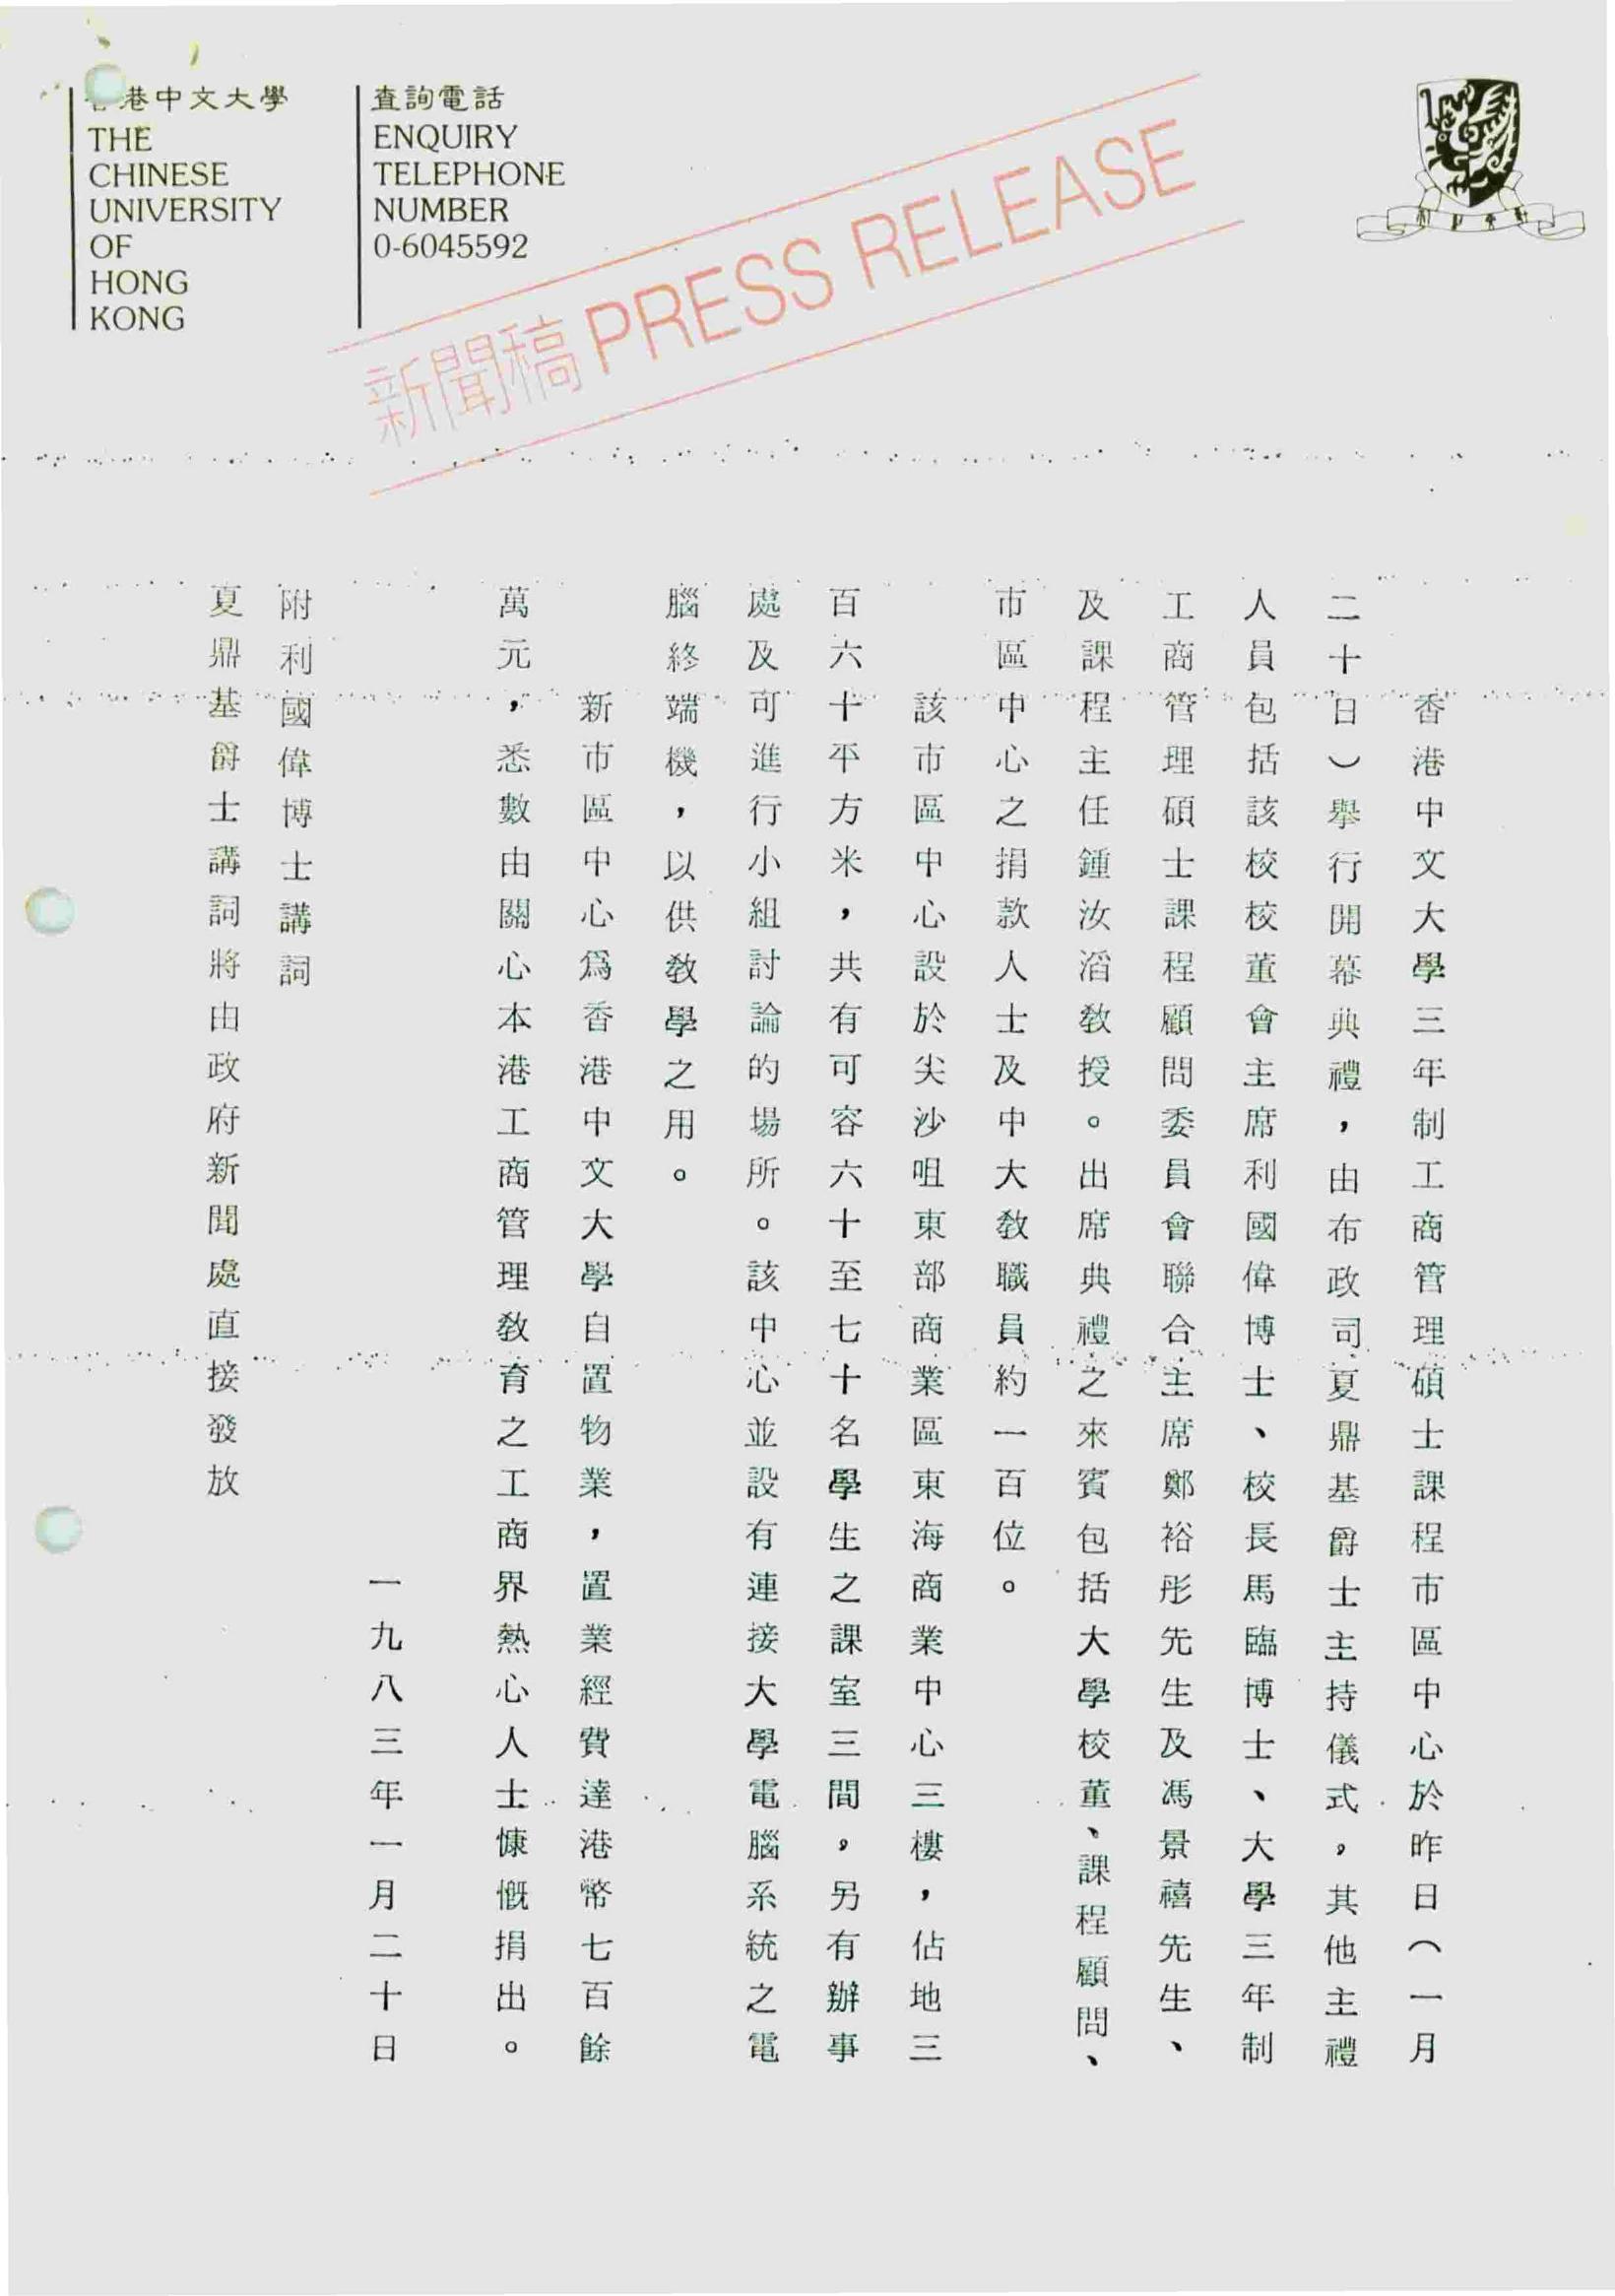 香港中文大學
THE
CHINESE
UNIVERSITY
OF
HONG
KONG
查詢電話
ENQUIRY
TELEPHONE
NUMBER
0-6045592
新聞稿 PRESS RELEASE
香港中文大學三年制工商管理碩士課程市區中心於昨日(一月
二十日)舉行開幕典禮,由布政司夏鼎基爵士主持儀式,其他主禮
人員包括該校校董會主席利國偉博士、校長馬臨博士、大學三年制
工商管理碩士課程顧問委員會聯合主席鄭裕彤先生及馮景禧先生、
及課程主任鍾汝滔教授。出席典禮之來賓包括大學校董、課程顧問、
市區中心之捐款人士及中大教職員約一百位。
該市區中心設於尖沙咀東部商業區東海商業中心三樓,佔地三
百六十平方米,共有可容六十至七十名學生之課室三間,另有辦事
處及可進行小組討論的場所。該中心並設有連接大學電腦系統之電
腦終端機,以供教學之用。
新市區中心爲香港中文大學自置物業,置業經費達港幣七百餘
萬元,悉數由關心本港工商管理教育之工商界熱心人士慷慨捐出。
一九八三年一月二十日
附利國偉博士講詞
夏鼎基爵士講詞將由政府新聞處直接發放